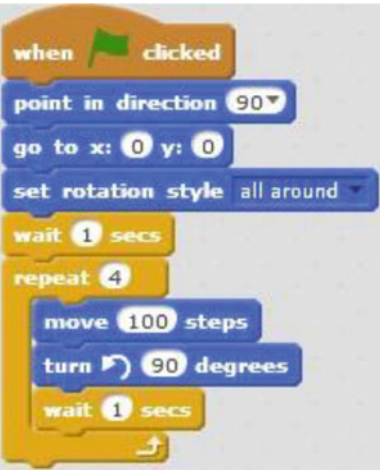 when clicked
point in direction 90
go to x: 0 y: 0
set rotation style all around
wait 1 secs
repeat 4
move 100 steps
turn 90 degrees
wait 1 secs